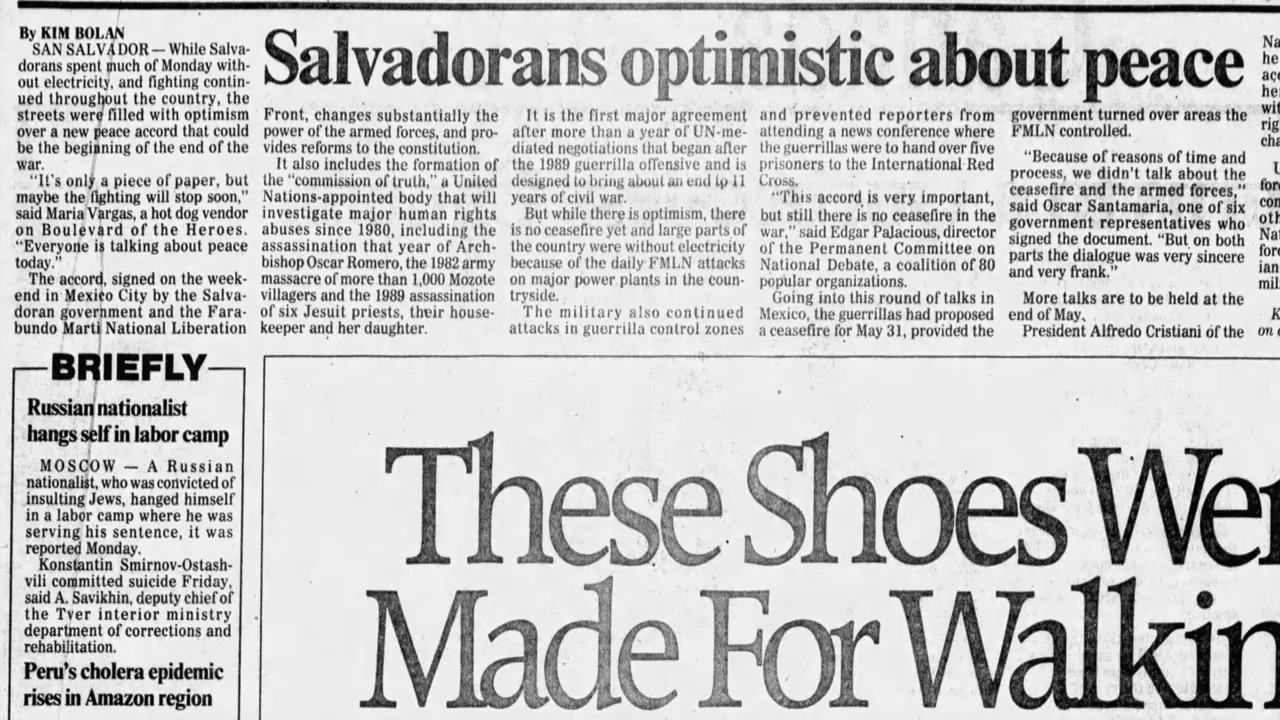 By KIM BOLAN
SAN SALVADOR — While Salva-
dorans spent much of Monday with-
out electricity, and fighting contin-
ued throughout the country, the
streets were filled with optimism
over a new peace accord that could
be the beginning of the end of the
war.
"It's only a piece of paper, but
maybe the fighting will stop soon,"
said Maria Vargas, a hot dog vendor
on Boulevard of the Heroes.
"Everyone is talking about peace
today."
The accord, signed on the week-
end in Mexico City by the Salva-
doran government and the Fara-
bundo Marti National Liberation
Salvadorans optimistic about peace
Front, changes substantially the
power of the armed forces, and pro-
vides reforms to the constitution.
It also includes the formation of
the "commission of truth," a United
Nations-appointed body that will
investigate major human rights
abuses since 1980, including the
assassination that year of Arch-
bishop Oscar Romero, the 1982 army
massacre of more than 1,000 Mozote
villagers and the 1989 assassination
of six Jesuit priests, their house-
keeper and her daughter.
It is the first major agreement
after more than a year of UN-me-
diated negotiations that began after
the 1989 guerrilla offensive and is
designed to bring about an end to 11
years of civil war.
But while there is optimism, there
is no ceasefire yet and large parts of
the country were without electricity
because of the daily FMLN attacks
on major power plants in the coun-
tryside.
The military also continued
attacks in guerrilla control zones
and prevented reporters from
attending a news conference where
the guerrillas were to hand over five
prisoners to the International Red
Cross.
"This accord is very important,
but still there is no ceasefire in the
war," said Edgar Palacious, director
of the Permanent Committee on
National Debate, a coalition of 80
popular organizations.
Going into this round of talks in
Mexico, the guerrillas had proposed
a ceasefire for May 31, provided the
government turned over areas the
FMLN controlled.
"Because of reasons of time and
process, we didn't talk about the
ceasefire and the armed forces,"
said Oscar Santamaria, one of six
government representatives who
signed the document. "But on both
parts the dialogue was very sincere
and very frank."
More talks are to be held at the
end of May.
President Alfredo Cristiani of the
BRIEFLY
Russian nationalist
hangs self in labor camp
MOSCOW — A Russian
nationalist, who was convicted of
insulting Jews, hanged himself
in a labor camp where he was
serving his sentence, it was
reported Monday.
Konstantin Smirnov-Ostash-
vili committed suicide Friday,
said A. Savikhin, deputy chief of
the Tver interior ministry
department of corrections and
rehabilitation.
Peru's cholera epidemic
rises in Amazon region
These Shoes Wer
Made For Walkin